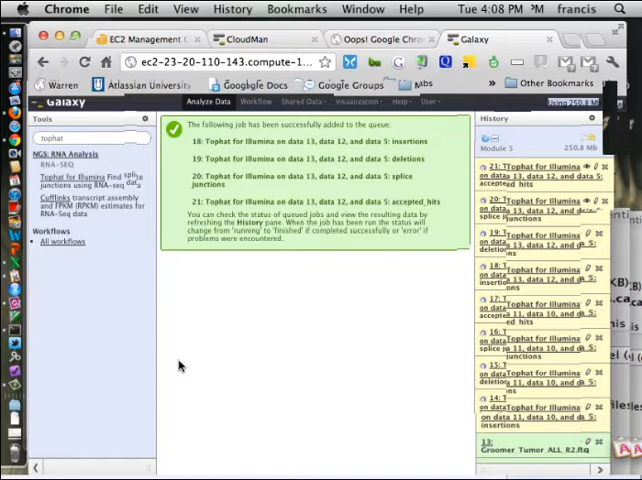 Chrome File Edit View History Bookmarks Window Help Tue 4:08 PM francis
EC2 Management C
CloudMan
Oops! Google Chro
Galaxy
ec2-23-20-110-143.compute-1...
Warren Atlassian University Googlogle Docs Google Groups Maps » Other Bookmarks
Galaxy
Analyze Data Workflow Shared Data Visualization Help User
Using 250.8
Tools
tophat
NGS: RNA Analysis
RNA-SEQ
Tophat for Illumina Find splice
junctions using RNA-seq data
Cufflinks transcript assembly
and FPKM (RPKM) estimates for
RNA-Seq data
Workflows
All workflows
The following job has been successfully added to the queue:
18: Tophat for Illumina on data 13, data 12, and data 5: insertions
19: Tophat for Illumina on data 13, data 12, and data 5: deletions
20: Tophat for Illumina on data 13, data 12, and data 5: splice
junctions
21: Tophat for Illumina on data 13, data 12, and data 5: accepted_hits
You can check the status of queued jobs and view the resulting data by
refreshing the History pane. When the job has been run the status will
change from 'running' to 'finished' if completed successfully or 'error' if
problems were encountered.
History
Module 5 250.8 M
21: Tophat for Illumina
on data 13, data 12, and data 5:
accepted_hits
20: Tophat for Illumina
on data 13, data 12, and data 5:
splice junctions
19: Tophat for Illumina
on data 13, data 12, and data 5:
deletions
18: Tophat for Illumina
on data 13, data 12, and data 5:
insertions
17: Tophat for Illumina
on data 11, data 10, and data 5:
accepted_hits
16: Tophat for Illumina
on data 11, data 10, and data 5:
splice junctions
15: Tophat for Illumina
on data 11, data 10, and data 5:
deletions
14: Tophat for Illumina
on data 11, data 10, and data 5:
insertions
13:
Groomer_Tumor_ALL_R2.ftq